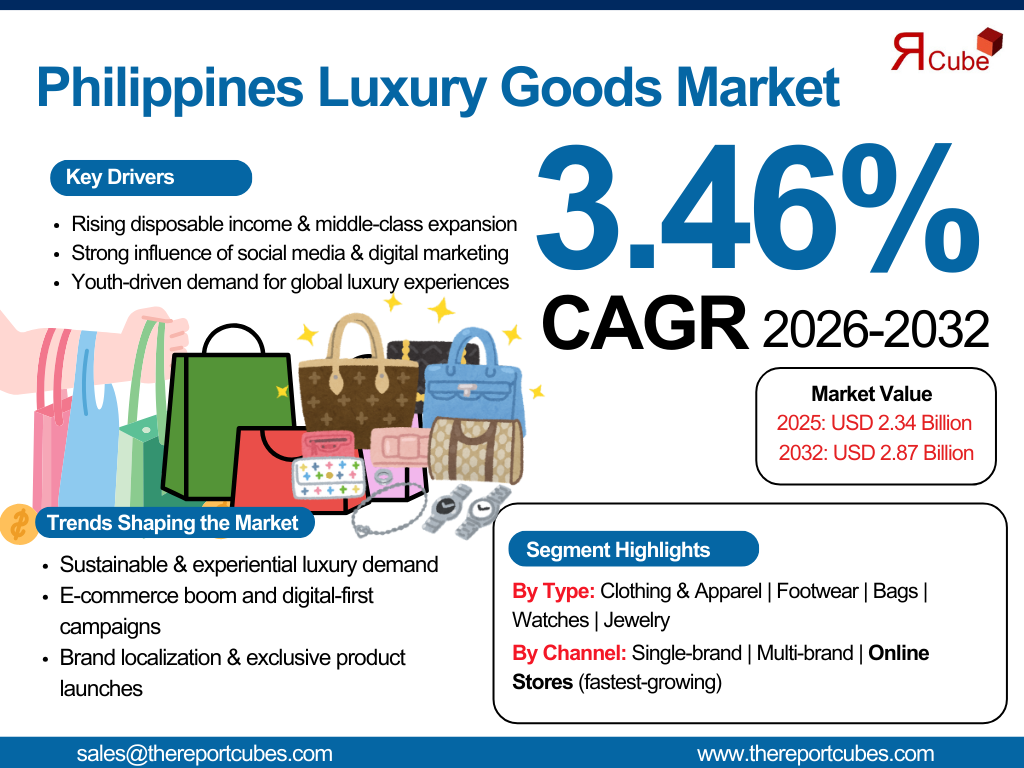 ЯCube
Philippines Luxury Goods Market
Key Drivers
• Rising disposable income & middle-class expansion
• Strong influence of social media & digital marketing
• Youth-driven demand for global luxury experiences
3.46%
CAGR 2026-2032
Market Value
2025: USD 2.34 Billion
2032: USD 2.87 Billion
Trends Shaping the Market
• Sustainable & experiential luxury demand
• E-commerce boom and digital-first
campaigns
• Brand localization & exclusive product
launches
Segment Highlights
By Type: Clothing & Apparel | Footwear | Bags |
Watches | Jewelry
By Channel: Single-brand | Multi-brand | Online
Stores (fastest-growing)
sales@thereportcubes.com
www.thereportcubes.com